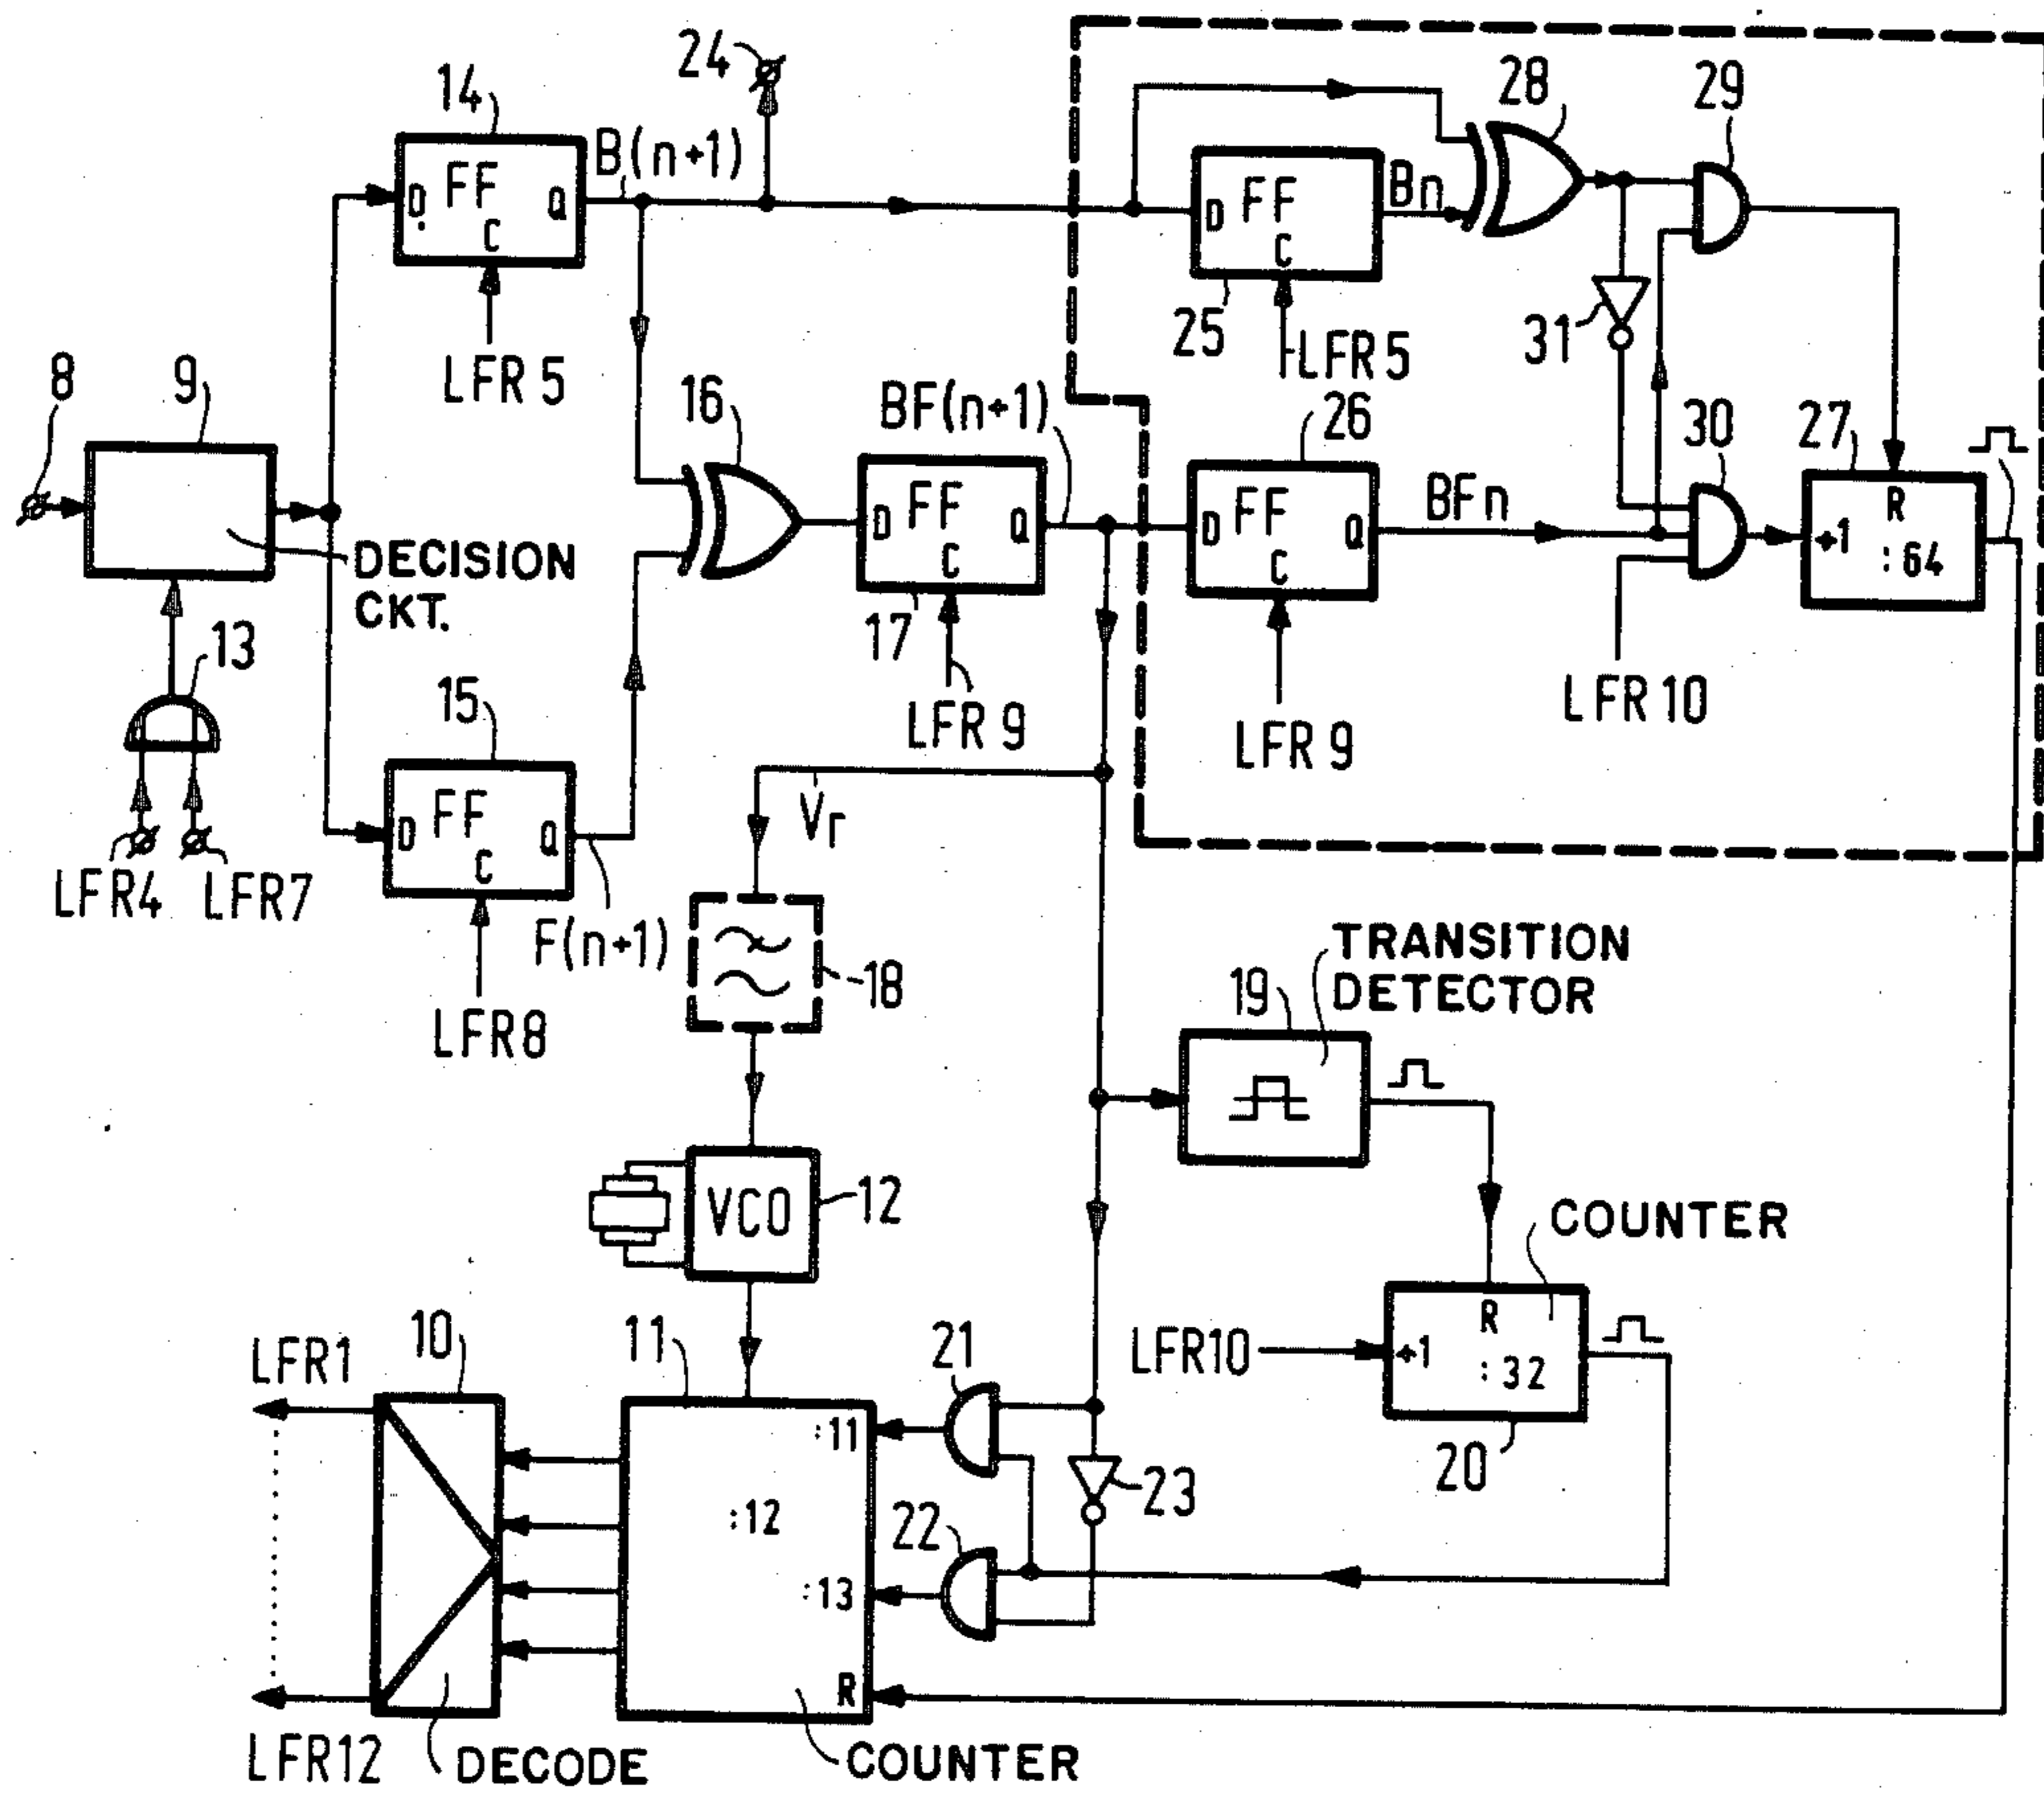 24
28
29
14
B(n+1)
FF
D
Q
C
FF
D
C
Bn
31
25
LFR 5
LFR 5
8
9
16
BF(n+1)
26
30
27
FF
D
Q
C
FF
D
Q
C
BFn
R
+1
:64
DECISION
CKT.
13
17
LFR 9
LFR 9
LFR 10
15
FF
D
Q
C
Vr
LFR4
LFR7
F(n+1)
18
LFR8
TRANSITION
DETECTOR
19
VCO
12
COUNTER
LFR1
10
11
21
LFR10
R
+1
:32
:11
20
:12
23
22
:13
R
LFR12
DECODE
COUNTER